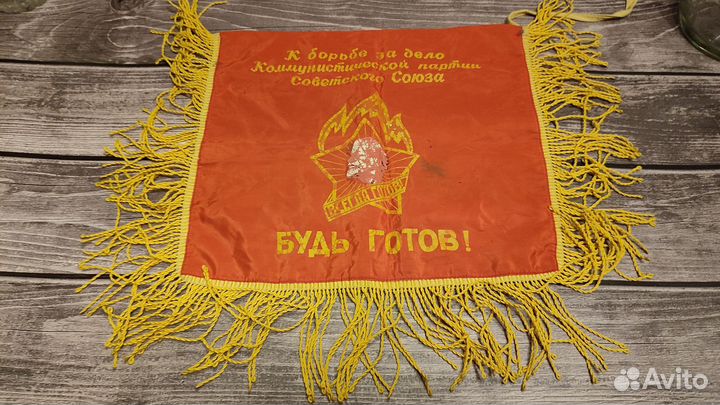 К борьбе за дело
Коммунистической партии
Советского Союза
ВСЕГДА ГОТОВ!
БУДЬ ГОТОВ!
Avito